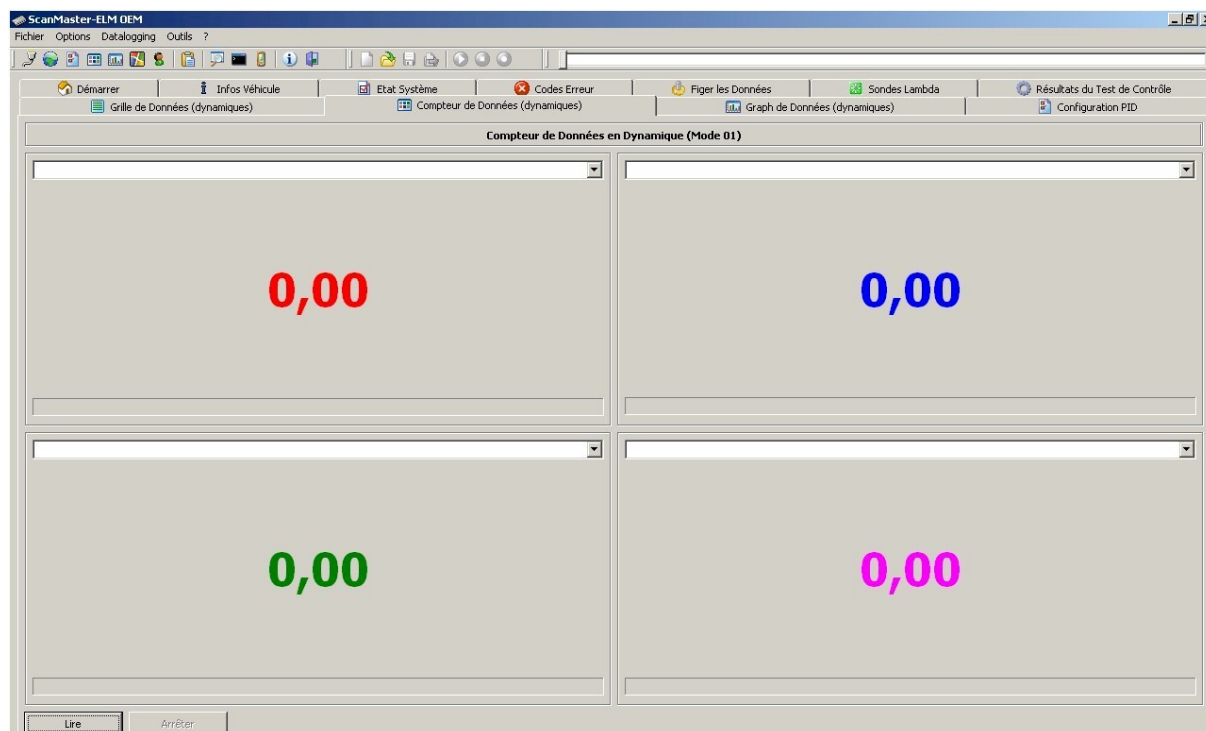 ScanMaster-ELM OEM
Fichier Options Datalogging Outils ?
Démarrer Infos Véhicule Etat Système Codes Erreur Figer les Données Sondes Lambda Résultats du Test de Contrôle
Grille de Données (dynamiques) Compteur de Données (dynamiques) Graph de Données (dynamiques) Configuration PID
Compteur de Données en Dynamique (Mode 01)
0,00 0,00
0,00 0,00
Lire Arrêter